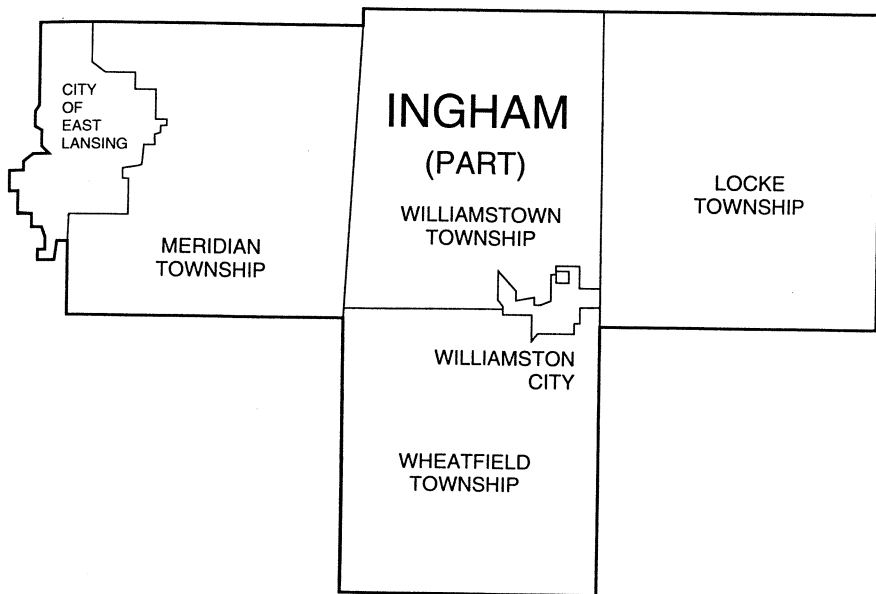 CITY
OF
EAST
LANSING
MERIDIAN
TOWNSHIP
INGHAM
(PART)
WILLIAMSTOWN
TOWNSHIP
LOCKE
TOWNSHIP
WILLIAMSTON
CITY
WHEATFIELD
TOWNSHIP